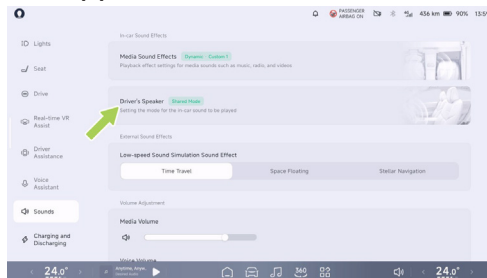 PASSENGER
AIRBAG ON
436 km
90%
13:59
In-car Sound Effects
Lights
Media Sound Effects
Dynamic · Custom 1
Playback effect settings for media sounds such as music, radio, and videos
Seat
Drive
Driver's Speaker
Shared Mode
Setting the mode for the in-car sound to be played
Real-time VR
Assist
External Sound Effects
Driver
Assistance
Low-speed Sound Simulation Sound Effect
Time Travel
Space Floating
Stellar Navigation
Voice
Assistant
Volume Adjustment
Sounds
Media Volume
Charging and
Discharging
Voice Volume
24.0°
360
24.0°